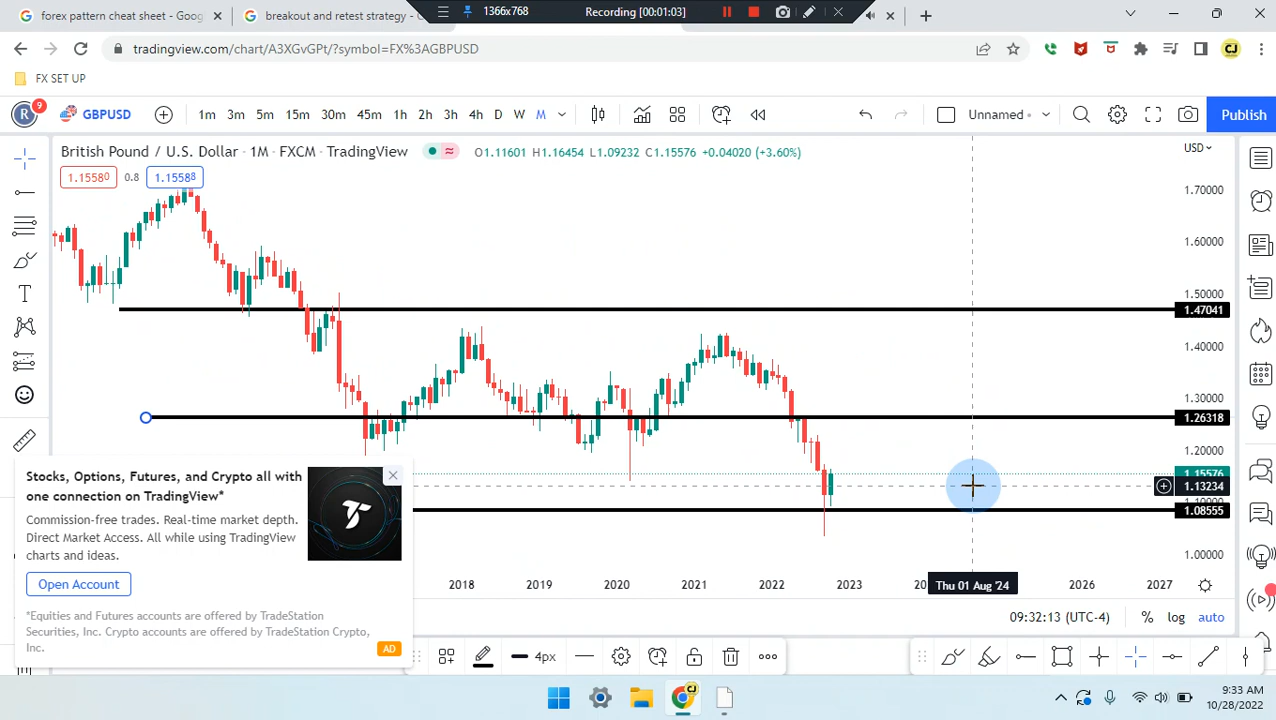 forex pattern cheet sheet - Goo
breakout and retest strategy -
1366x768
Recording [00:01:03]
tradingview.com/chart/A3XGvGPt/?symbol=FX%3AGBPUSD
FX SET UP
R
9
GBPUSD
1m 3m 5m 15m 30m 45m 1h 2h 3h 4h D W M
Unnamed
Publish
British Pound / U.S. Dollar · 1M · FXCM · TradingView
O1.11601 H1.16454 L1.09232 C1.15576 +0.04020 (+3.60%)
USD
1.15580
0.8
1.15588
1.70000
1.60000
1.50000
1.47041
1.40000
1.30000
1.26318
1.20000
1.15576
1.13234
1.10000
1.08555
1.00000
Stocks, Options, Futures, and Crypto all with
one connection on TradingView*
Commission-free trades. Real-time market depth.
Direct Market Access. All while using TradingView
charts and ideas.
Open Account
*Equities and Futures accounts are offered by TradeStation
Securities, Inc. Crypto accounts are offered by TradeStation Crypto,
Inc.
AD
2018 2019 2020 2021 2022 2023 Thu 01 Aug '24 2026 2027
09:32:13 (UTC-4)
% log auto
4px
9:33 AM
10/28/2022